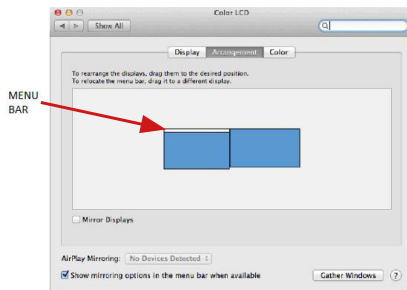 Color LCD
Show All
Display Arrangement Color
To rearrange the displays, drag them to the desired position.
To relocate the menu bar, drag it to a different display.
MENU
BAR
Mirror Displays
AirPlay Mirroring: No Devices Detected
Show mirroring options in the menu bar when available
Gather Windows ?